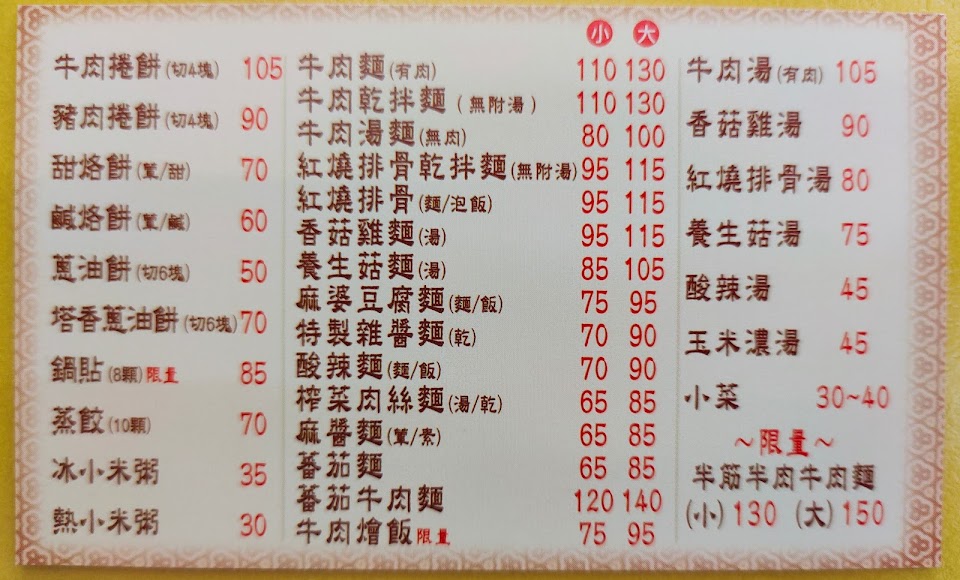 牛肉捲餅(切4塊) 105
豬肉捲餅(切4塊) 90
甜烙餅(葷/甜) 70
鹹烙餅(葷/鹹) 60
蔥油餅(切6塊) 50
塔香蔥油餅(切6塊) 70
鍋貼(8顆)限量 85
蒸餃(10顆) 70
冰小米粥 35
熱小米粥 30
小 大
牛肉麵(有肉) 110 130
牛肉乾拌麵(無附湯) 110 130
牛肉湯麵(無肉) 80 100
紅燒排骨乾拌麵(無附湯) 95 115
紅燒排骨(麵/泡飯) 95 115
香菇雞麵(湯) 95 115
養生菇麵(湯) 85 105
麻婆豆腐麵(麵/飯) 75 95
特製雜醬麵(乾) 70 90
酸辣麵(麵/飯) 70 90
榨菜肉絲麵(湯/乾) 65 85
麻醬麵(葷/素) 65 85
蕃茄麵 65 85
蕃茄牛肉麵 120 140
牛肉燴飯限量 75 95
牛肉湯(有肉) 105
香菇雞湯 90
紅燒排骨湯 80
養生菇湯 75
酸辣湯 45
玉米濃湯 45
小菜 30~40
~限量~
半筋半肉牛肉麵
(小)130 (大)150